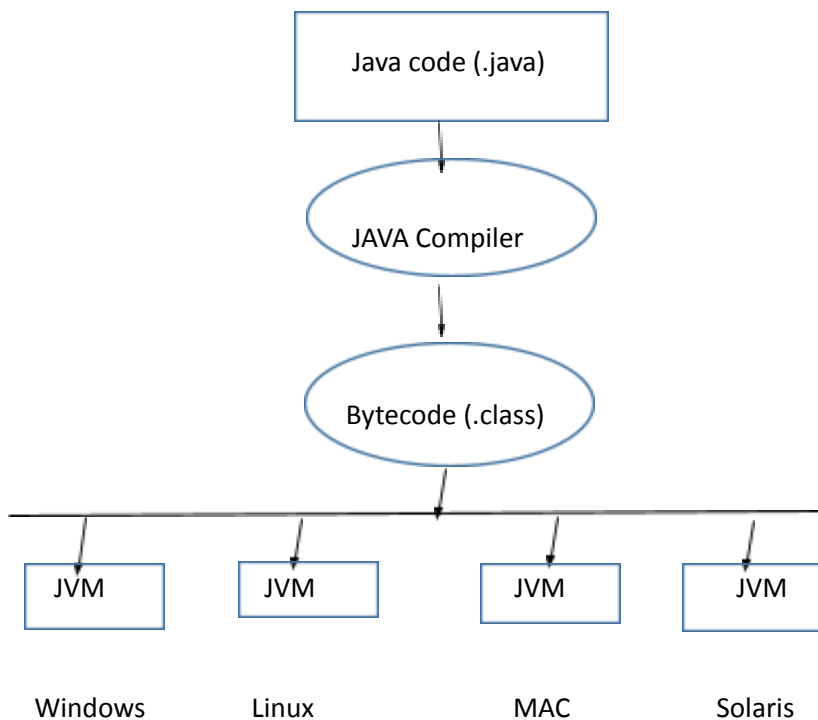 Java code (.java)
JAVA Compiler
Bytecode (.class)
JVM JVM JVM JVM
Windows Linux MAC Solaris